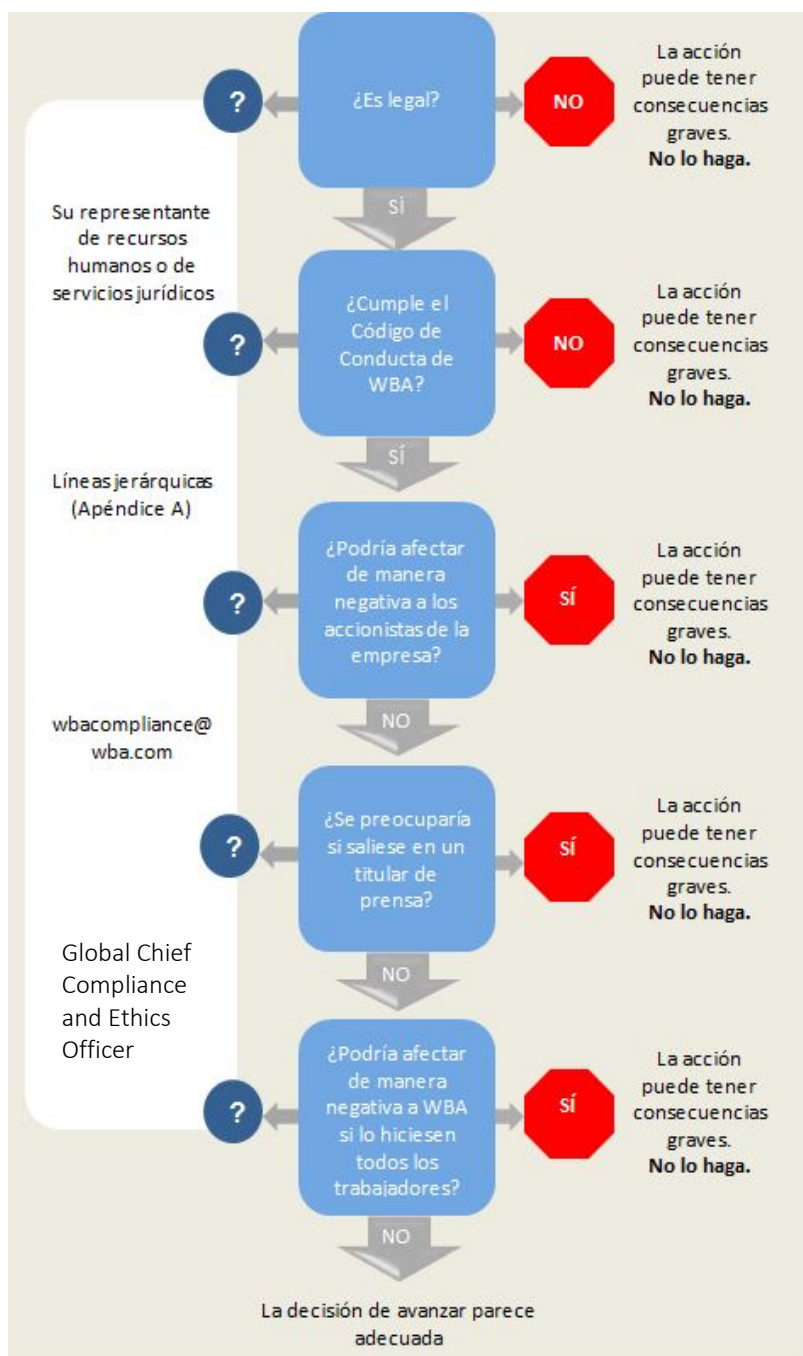 ?
¿Es legal?
NO
La acción
puede tener
consecuencias
graves.
No lo haga.
SÍ
Su representante
de recursos
humanos o de
servicios jurídicos
?
¿Cumple el
Código de
Conducta de
WBA?
NO
La acción
puede tener
consecuencias
graves.
No lo haga.
SÍ
Líneas jerárquicas
(Apéndice A)
?
¿Podría afectar
de manera
negativa a los
accionistas de la
empresa?
SÍ
La acción
puede tener
consecuencias
graves.
No lo haga.
NO
wbacompliance@
wba.com
?
¿Se preocuparía
si saliese en un
titular de
prensa?
SÍ
La acción
puede tener
consecuencias
graves.
No lo haga.
NO
Global Chief
Compliance
and Ethics
Officer
?
¿Podría afectar
de manera
negativa a WBA
si lo hiciesen
todos los
trabajadores?
SÍ
La acción
puede tener
consecuencias
graves.
No lo haga.
NO
La decisión de avanzar parece
adecuada